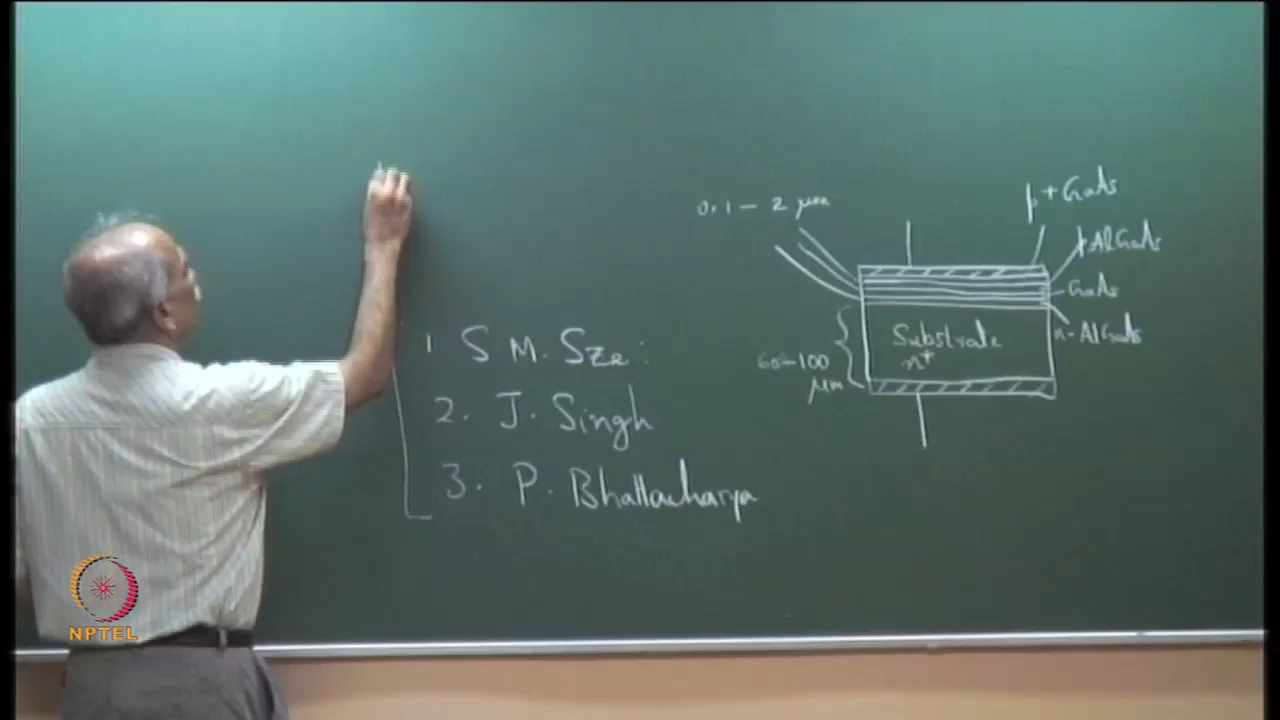 1 S M. Sze:
2. J. Singh
3. P. Bhattacharya
0.1 - 2 μm
p+ GaAs
p AlGaAs
GaAs
n-AlGaAs
Substrate
n+
60-100
μm
NPTEL